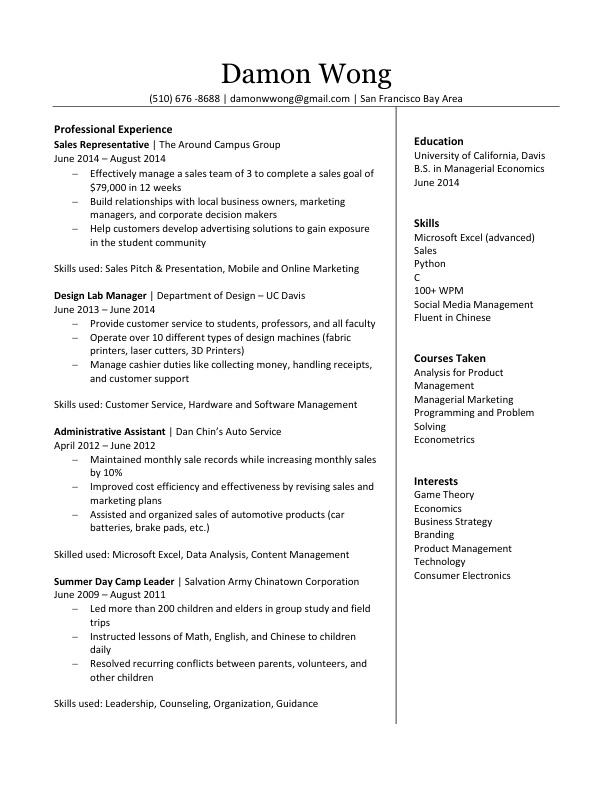 Damon Wong
(510) 676 -8688 | damonwwong@gmail.com | San Francisco Bay Area
Professional Experience
Sales Representative | The Around Campus Group
June 2014 – August 2014
– Effectively manage a sales team of 3 to complete a sales goal of
$79,000 in 12 weeks
– Build relationships with local business owners, marketing
managers, and corporate decision makers
– Help customers develop advertising solutions to gain exposure
in the student community
Skills used: Sales Pitch & Presentation, Mobile and Online Marketing
Design Lab Manager | Department of Design – UC Davis
June 2013 – June 2014
– Provide customer service to students, professors, and all faculty
– Operate over 10 different types of design machines (fabric
printers, laser cutters, 3D Printers)
– Manage cashier duties like collecting money, handling receipts,
and customer support
Skills used: Customer Service, Hardware and Software Management
Administrative Assistant | Dan Chin’s Auto Service
April 2012 – June 2012
– Maintained monthly sale records while increasing monthly sales
by 10%
– Improved cost efficiency and effectiveness by revising sales and
marketing plans
– Assisted and organized sales of automotive products (car
batteries, brake pads, etc.)
Skilled used: Microsoft Excel, Data Analysis, Content Management
Summer Day Camp Leader | Salvation Army Chinatown Corporation
June 2009 – August 2011
– Led more than 200 children and elders in group study and field
trips
– Instructed lessons of Math, English, and Chinese to children
daily
– Resolved recurring conflicts between parents, volunteers, and
other children
Skills used: Leadership, Counseling, Organization, Guidance
Education
University of California, Davis
B.S. in Managerial Economics
June 2014
Skills
Microsoft Excel (advanced)
Sales
Python
C
100+ WPM
Social Media Management
Fluent in Chinese
Courses Taken
Analysis for Product
Management
Managerial Marketing
Programming and Problem
Solving
Econometrics
Interests
Game Theory
Economics
Business Strategy
Branding
Product Management
Technology
Consumer Electronics